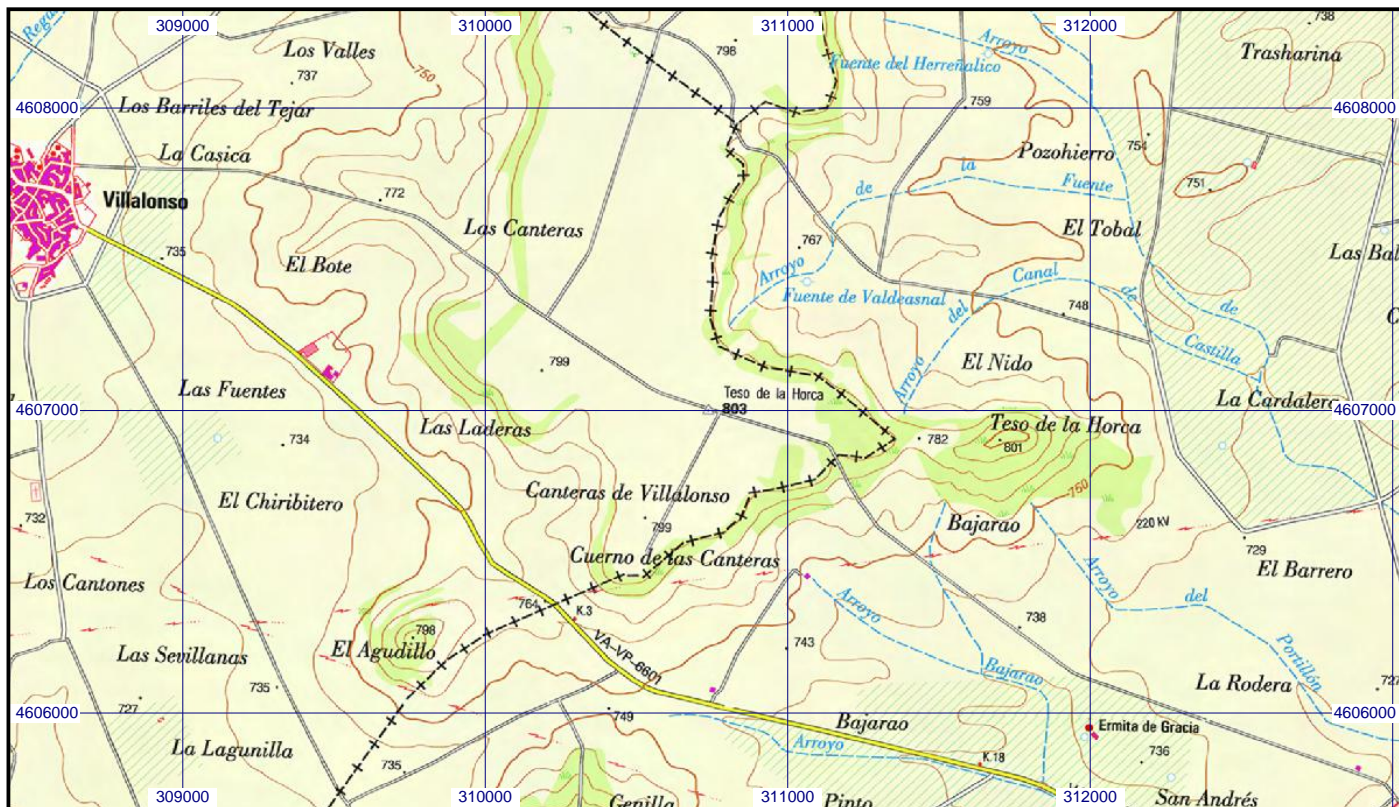 309000
310000
311000
312000
738
798
Arroyo
Los Valles
Trasharina
Fuente del Herreñalico
737
750
759
4608000
4608000
Los Barriles del Tejar
754
La Casica
Pozohierro
la
Fuente
de
751
772
Villalonso
Las Canteras
El Tobal
767
735
Las Bal
El Bote
Arroyo
Canal
de
Fuente de Valdeasnal
del
de
748
Castilla
799
El Nido
Arroyo
Las Fuentes
Teso de la Horca
803
La Cardalera
4607000
4607000
Las Laderas
Teso de la Horca
734
782
801
El Chiribitero
Canteras de Villalonso
750
732
799
Bajarao
220 kV
729
Cuerno de las Canteras
El Barrero
Los Cantones
Arroyo
del
764
K.3
Arroyo
738
798
743
VA-VP-6601
El Agudillo
Las Sevillanas
Bajarao
Portillón
735
La Rodera
727
749
4606000
4606000
Bajarao
Ermita de Gracia
La Lagunilla
Arroyo
736
735
K.18
Genilla
Pinto
San Andrés
309000
310000
311000
312000